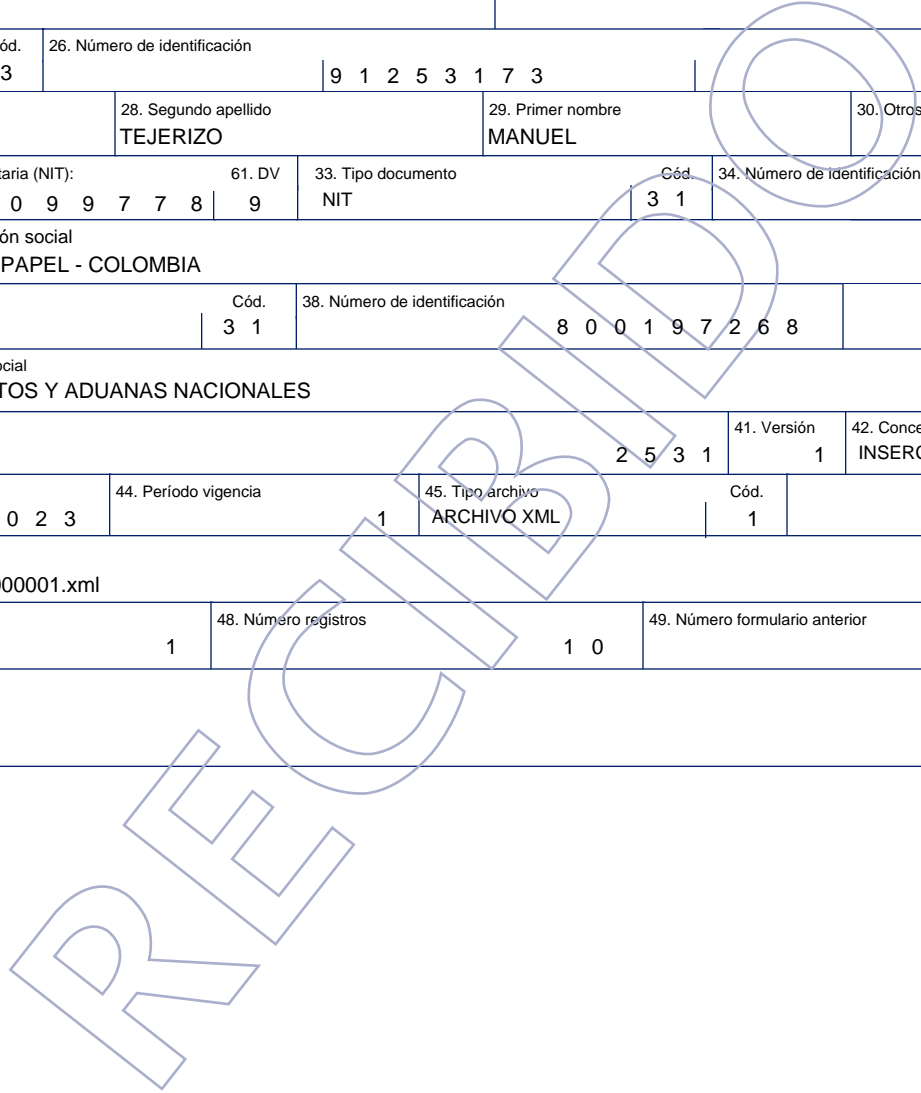 ód. 26. Número de identificación
3 9 1 2 5 3 1 7 3
28. Segundo apellido 29. Primer nombre 30. Otros
TEJERIZO MANUEL
taria (NIT): 61. DV 33. Tipo documento Cód. 34. Número de identificación
0 9 9 7 7 8 9 NIT 3 1
ón social
PAPEL - COLOMBIA
Cód. 38. Número de identificación
3 1 8 0 0 1 9 7 2 6 8
ocial
TOS Y ADUANAS NACIONALES
41. Versión 42. Conce
2 5 3 1 1 INSERC
44. Período vigencia 45. Tipo archivo Cód.
0 2 3 1 ARCHIVO XML 1
000001.xml
48. Número registros 49. Número formulario anterior
1 1 0
RECIBIDO